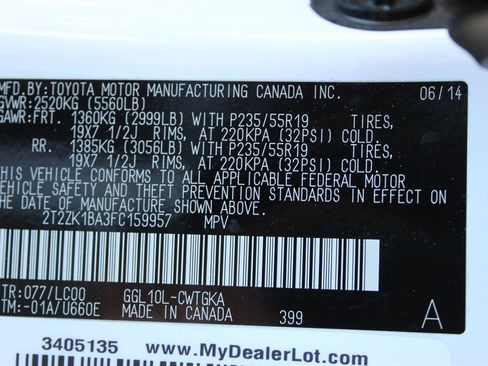 MFD. BY: TOYOTA MOTOR MANUFACTURING CANADA INC. 06/14
GVWR: 2520KG (5560LB)
GAWR: FRT. 1360KG (2999LB) WITH P235/55R19 TIRES,
19X7 1/2J RIMS, AT 220KPA (32PSI) COLD.
RR. 1385KG (3056LB) WITH P235/55R19 TIRES,
19X7 1/2J RIMS, AT 220KPA (32PSI) COLD.
THIS VEHICLE CONFORMS TO ALL APPLICABLE FEDERAL MOTOR
VEHICLE SAFETY AND THEFT PREVENTION STANDARDS IN EFFECT ON
THE DATE OF MANUFACTURE SHOWN ABOVE.
2T2ZK1BA3FC159957 MPV
TR: 077/LC00 GGL10L-CWTGKA A
TM: -01A/U660E MADE IN CANADA 399
3405135 www.MyDealerLot.com